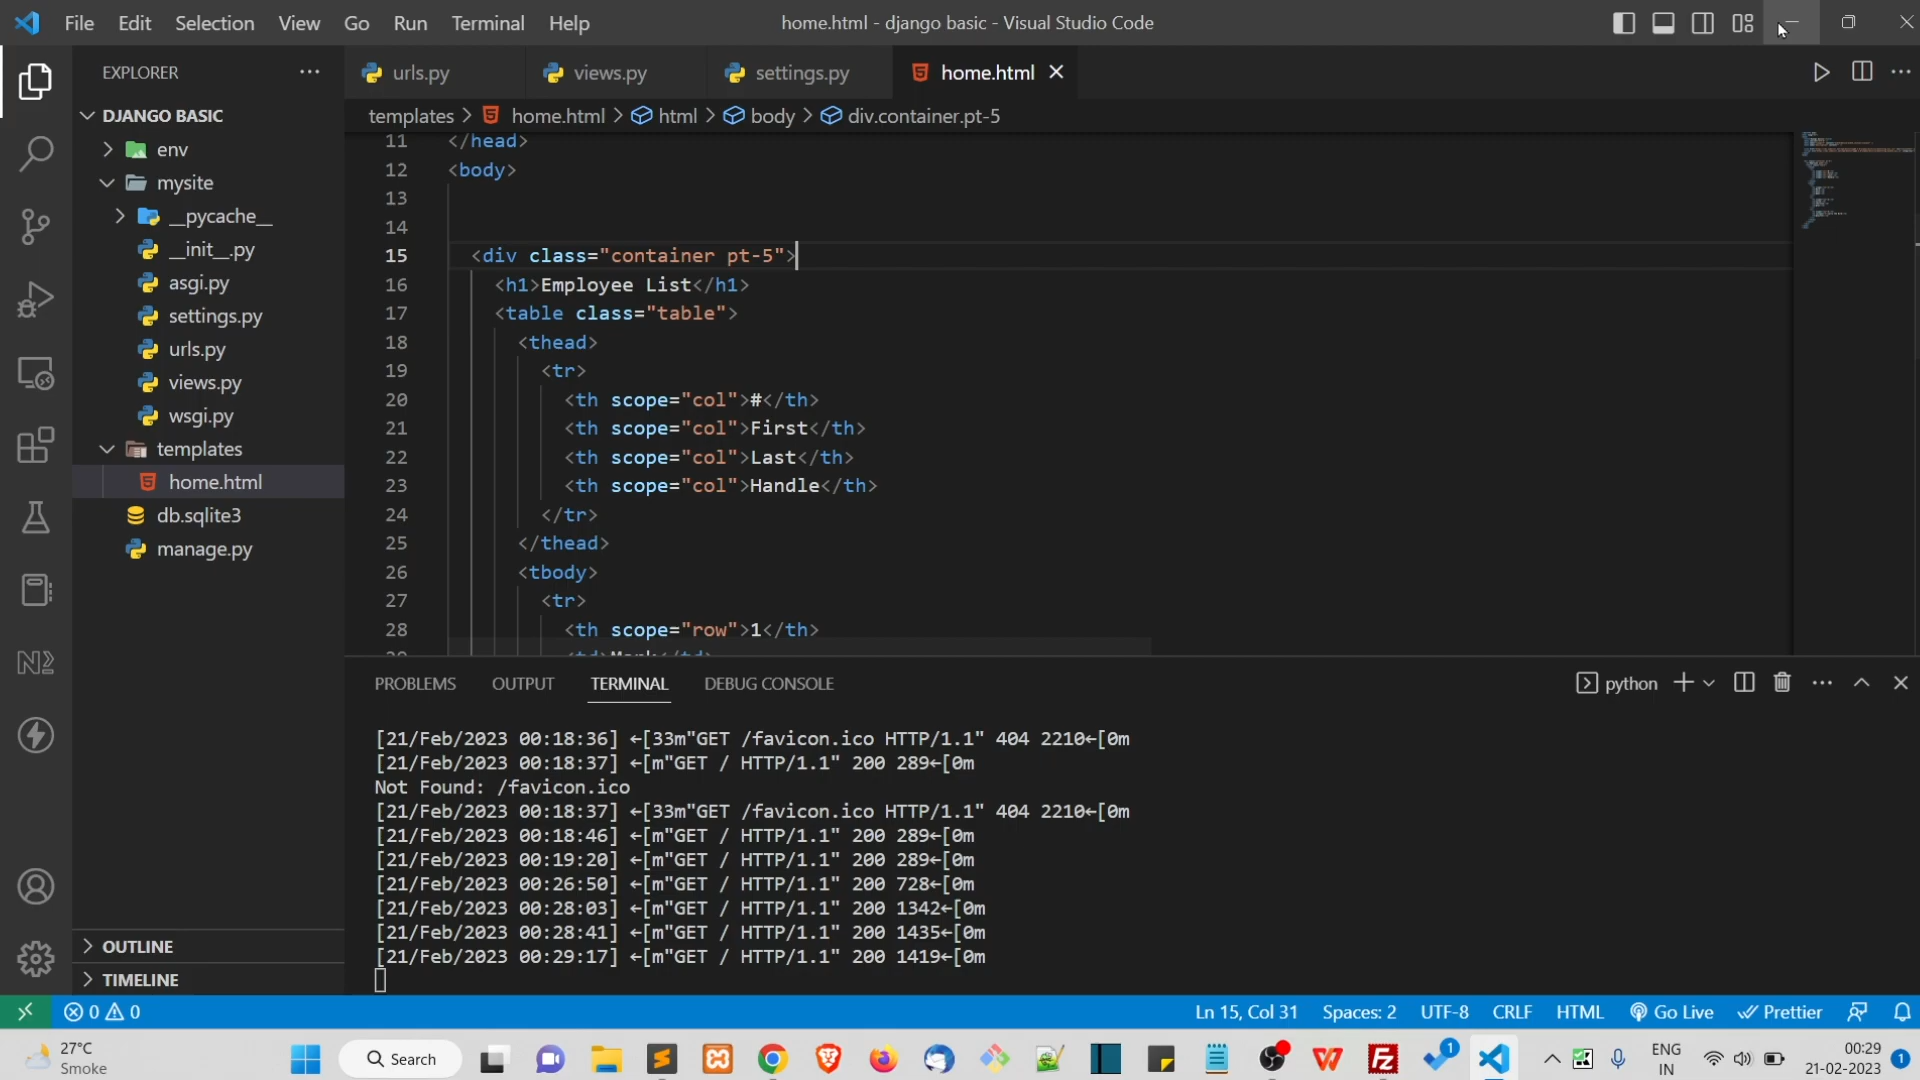 File Edit Selection View Go Run Terminal Help
home.html - django basic - Visual Studio Code
EXPLORER
urls.py
views.py
settings.py
home.html
DJANGO BASIC
env
mysite
__pycache__
__init__.py
asgi.py
settings.py
urls.py
views.py
wsgi.py
templates
home.html
db.sqlite3
manage.py
OUTLINE
TIMELINE
templates > home.html > html > body > div.container.pt-5
11 </head>
12 <body>
13
14
15 <div class="container pt-5">
16 <h1>Employee List</h1>
17 <table class="table">
18 <thead>
19 <tr>
20 <th scope="col">#</th>
21 <th scope="col">First</th>
22 <th scope="col">Last</th>
23 <th scope="col">Handle</th>
24 </tr>
25 </thead>
26 <tbody>
27 <tr>
28 <th scope="row">1</th>
PROBLEMS OUTPUT TERMINAL DEBUG CONSOLE
python
[21/Feb/2023 00:18:36] ←[33m"GET /favicon.ico HTTP/1.1" 404 2210←[0m
[21/Feb/2023 00:18:37] ←[m"GET / HTTP/1.1" 200 289←[0m
Not Found: /favicon.ico
[21/Feb/2023 00:18:37] ←[33m"GET /favicon.ico HTTP/1.1" 404 2210←[0m
[21/Feb/2023 00:18:46] ←[m"GET / HTTP/1.1" 200 289←[0m
[21/Feb/2023 00:19:20] ←[m"GET / HTTP/1.1" 200 289←[0m
[21/Feb/2023 00:26:50] ←[m"GET / HTTP/1.1" 200 728←[0m
[21/Feb/2023 00:28:03] ←[m"GET / HTTP/1.1" 200 1342←[0m
[21/Feb/2023 00:28:41] ←[m"GET / HTTP/1.1" 200 1435←[0m
[21/Feb/2023 00:29:17] ←[m"GET / HTTP/1.1" 200 1419←[0m
0 0
Ln 15, Col 31 Spaces: 2 UTF-8 CRLF HTML Go Live Prettier
27°C
Smoke
Search
1
ENG
IN
00:29
21-02-2023
1